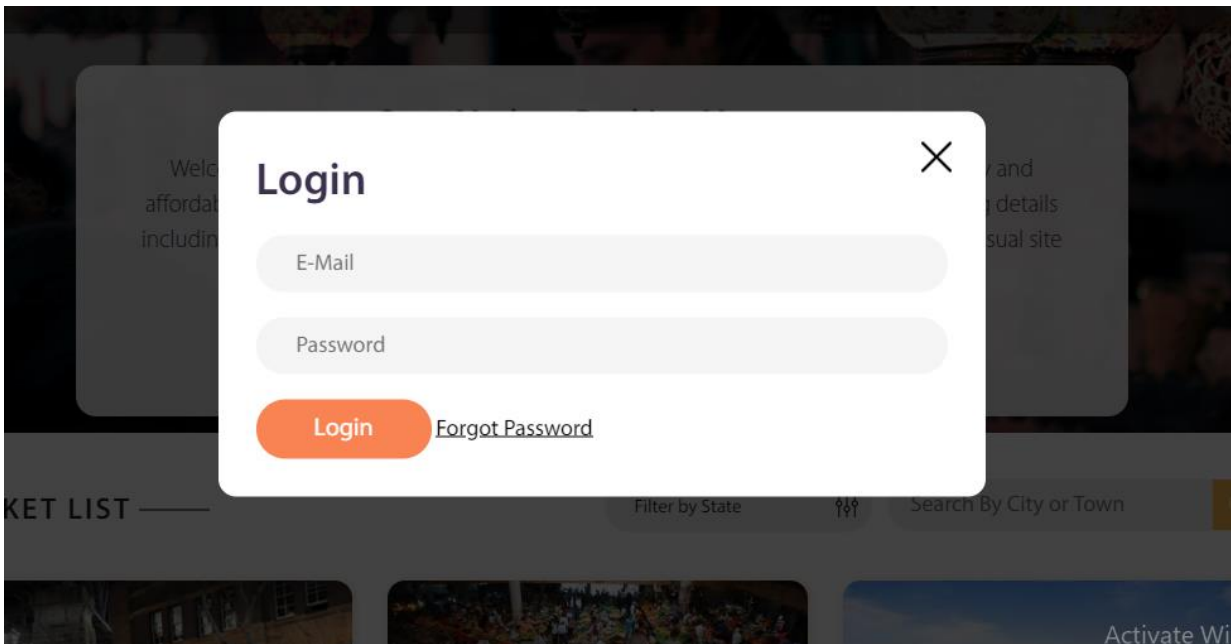 Welc
y and
Login
affordab
g details
includin
sual site
E-Mail
Password
Login Forgot Password
KET LIST
Filter by State
Search By City or Town
Activate Wi